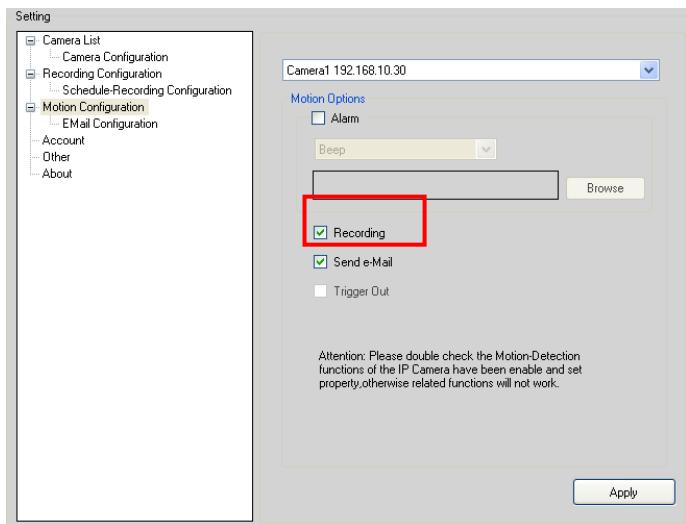 Setting
Camera List
Camera Configuration
Recording Configuration
Schedule-Recording Configuration
Motion Configuration
EMail Configuration
Account
Other
About
Camera1 192.168.10.30
Motion Options
Alarm
Beep
Browse
Recording
Send e-Mail
Trigger Out
Attention: Please double check the Motion-Detection
functions of the IP Camera have been enable and set
property,otherwise related functions will not work.
Apply